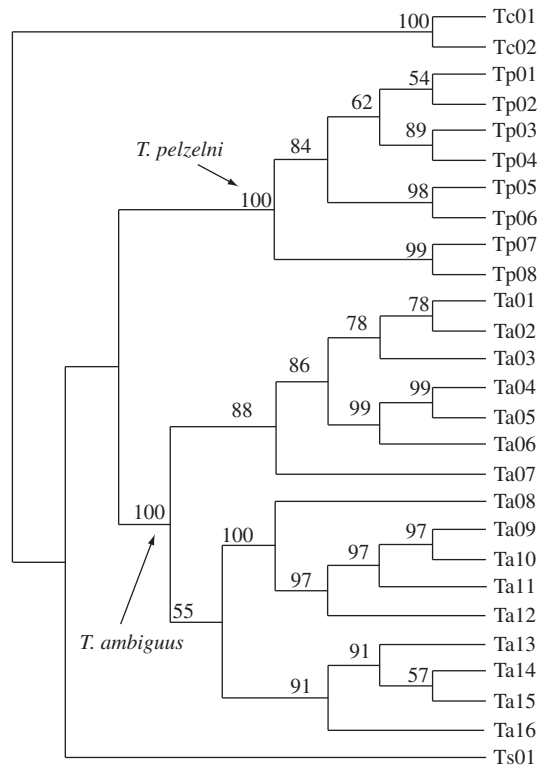 Tc01
100
Tc02
Tp01
54
Tp02
62
Tp03
89
Tp04
T. pelzelni
84
Tp05
98
Tp06
100
Tp07
99
Tp08
Ta01
78
Ta02
78
Ta03
86
Ta04
99
Ta05
99
Ta06
88
Ta07
Ta08
100
Ta09
97
Ta10
97
Ta11
97
Ta12
100
T. ambiguus
55
Ta13
91
Ta14
57
Ta15
91
Ta16
Ts01